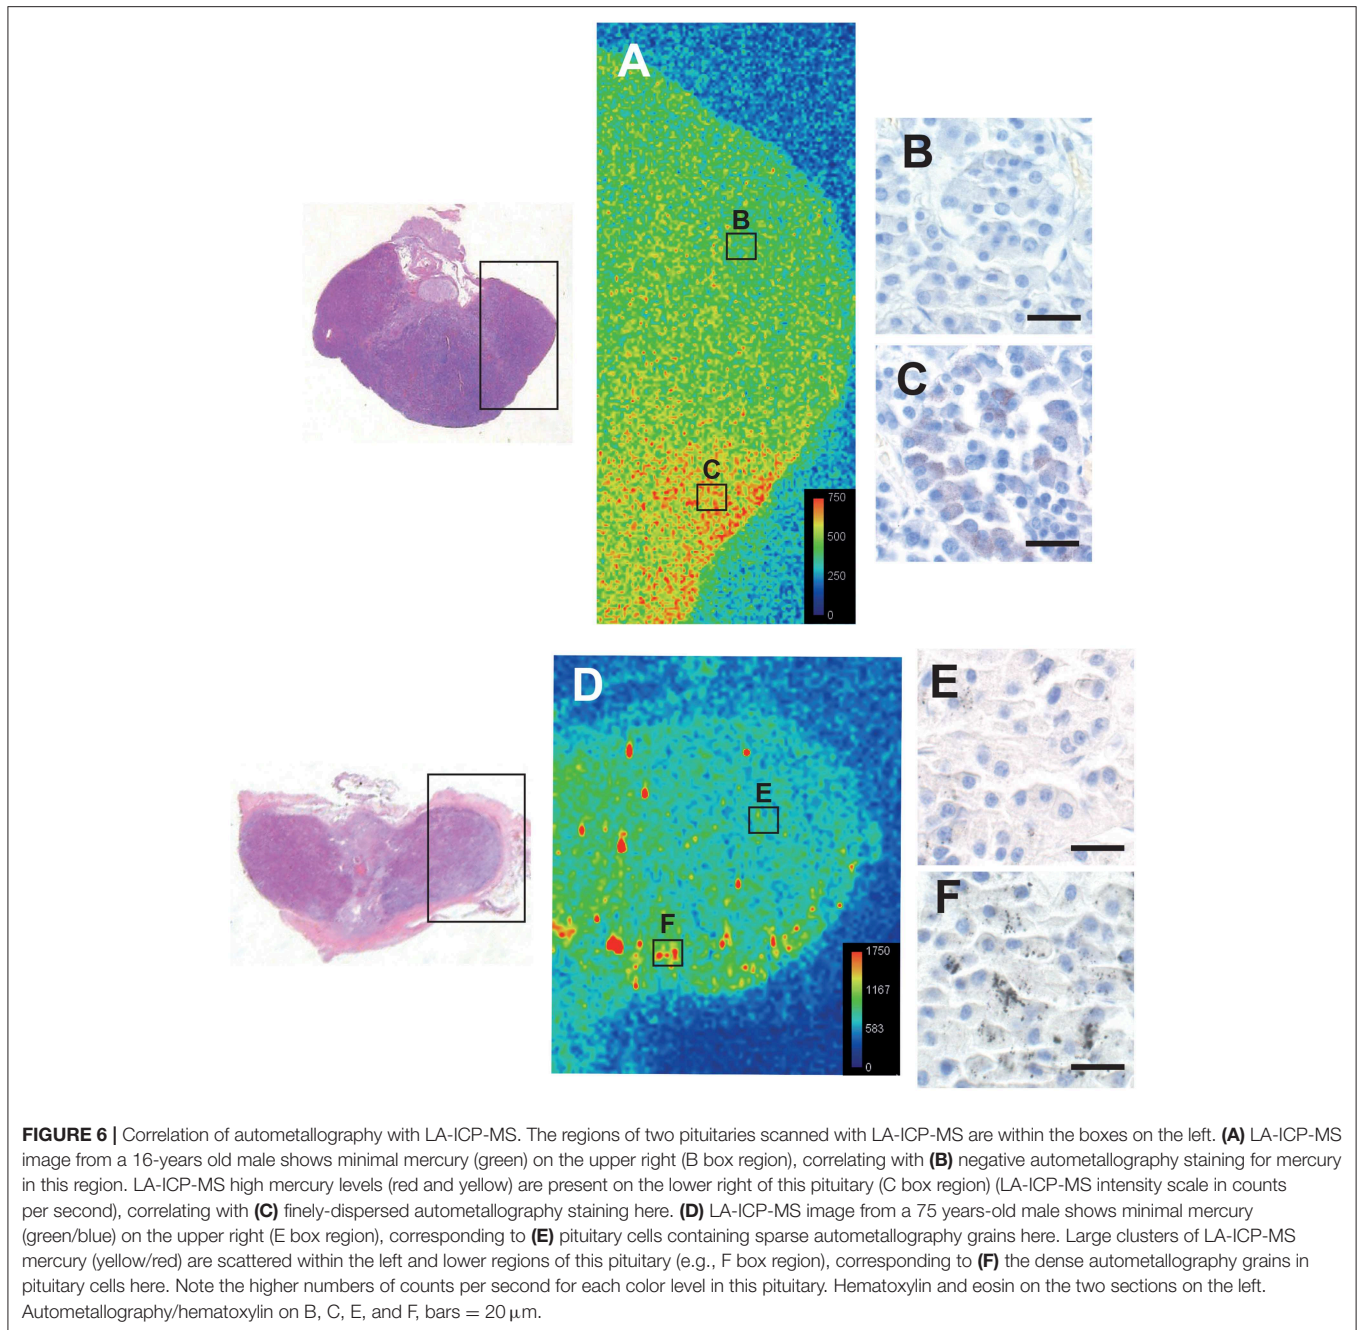 A
B
C
750
500
250
0
B
C
D
E
F
1750
1167
583
0
E
F
FIGURE 6 | Correlation of autometallography with LA-ICP-MS. The regions of two pituitaries scanned with LA-ICP-MS are within the boxes on the left. (A) LA-ICP-MS
image from a 16-years old male shows minimal mercury (green) on the upper right (B box region), correlating with (B) negative autometallography staining for mercury
in this region. LA-ICP-MS high mercury levels (red and yellow) are present on the lower right of this pituitary (C box region) (LA-ICP-MS intensity scale in counts
per second), correlating with (C) finely-dispersed autometallography staining here. (D) LA-ICP-MS image from a 75 years-old male shows minimal mercury
(green/blue) on the upper right (E box region), corresponding to (E) pituitary cells containing sparse autometallography grains here. Large clusters of LA-ICP-MS
mercury (yellow/red) are scattered within the left and lower regions of this pituitary (e.g., F box region), corresponding to (F) the dense autometallography grains in
pituitary cells here. Note the higher numbers of counts per second for each color level in this pituitary. Hematoxylin and eosin on the two sections on the left.
Autometallography/hematoxylin on B, C, E, and F, bars = 20 μm.